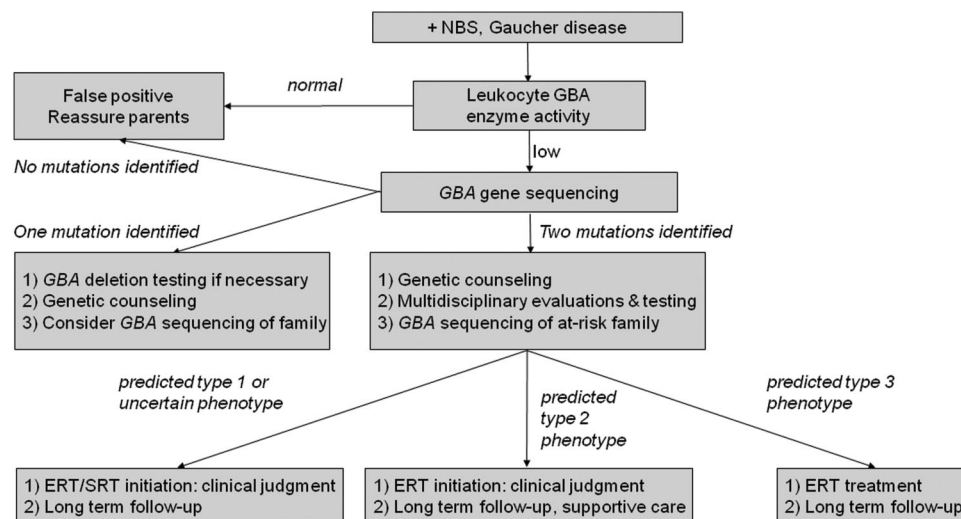 + NBS, Gaucher disease
normal
False positive
Reassure parents
Leukocyte GBA
enzyme activity
low
No mutations identified
GBA gene sequencing
One mutation identified
Two mutations identified
1) GBA deletion testing if necessary
2) Genetic counseling
3) Consider GBA sequencing of family
1) Genetic counseling
2) Multidisciplinary evaluations & testing
3) GBA sequencing of at-risk family
predicted type 1 or
uncertain phenotype
predicted
type 2
phenotype
predicted type 3
phenotype
1) ERT/SRT initiation: clinical judgment
2) Long term follow-up
1) ERT initiation: clinical judgment
2) Long term follow-up, supportive care
1) ERT treatment
2) Long term follow-up